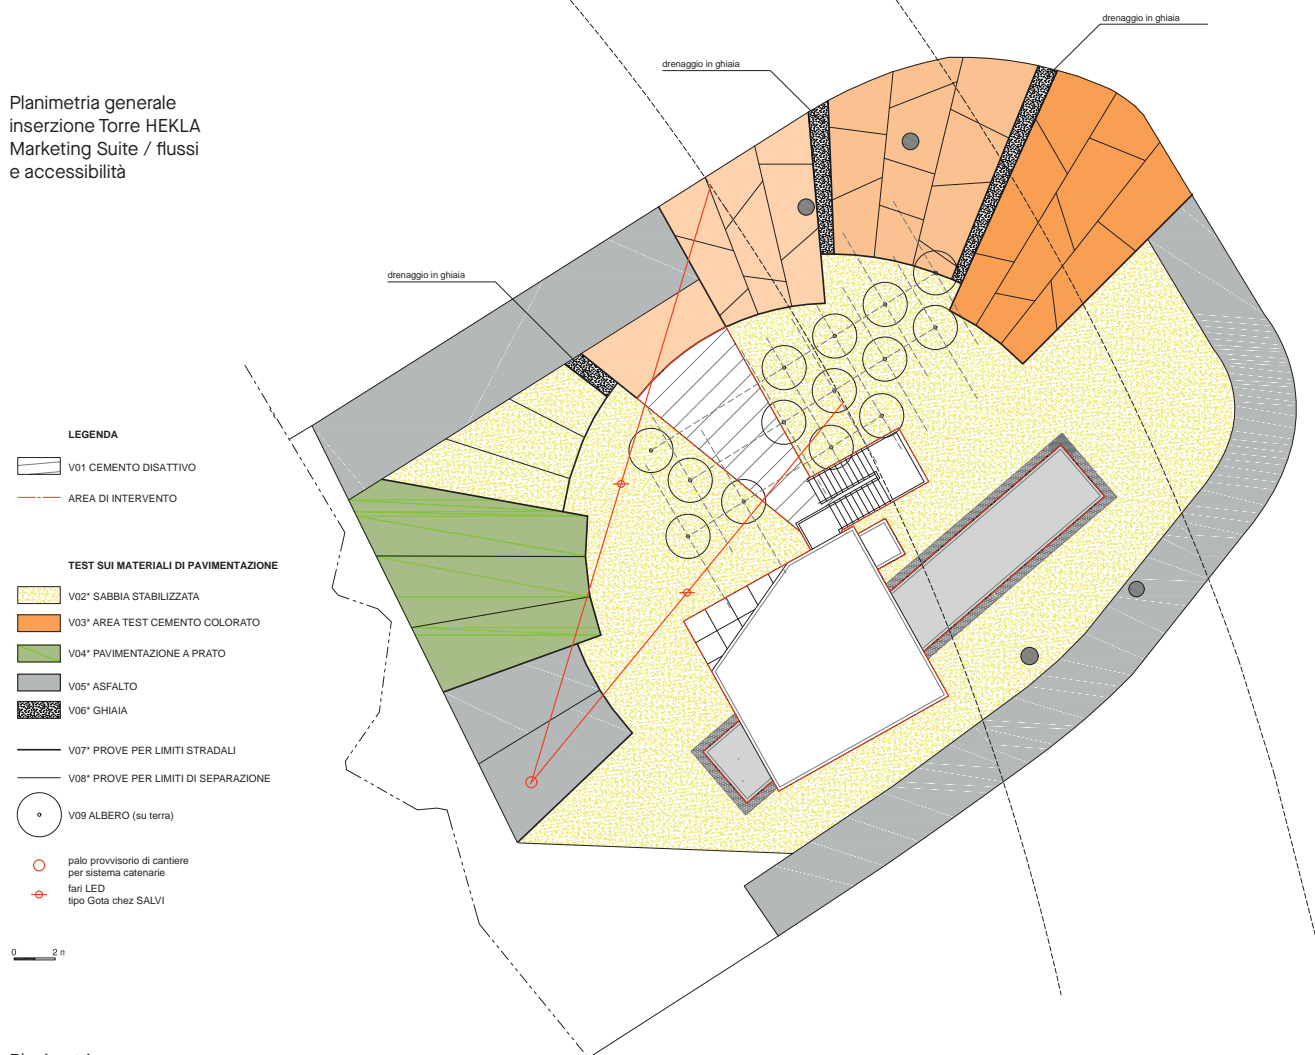 drenaggio in ghiaia
drenaggio in ghiaia
Planimetria generale
inserzione Torre HEKLA
Marketing Suite / flussi
e accessibilità
drenaggio in ghiaia
LEGENDA
V01 CEMENTO DISATTIVO
AREA DI INTERVENTO
TEST SUI MATERIALI DI PAVIMENTAZIONE
V02* SABBIA STABILIZZATA
V03* AREA TEST CEMENTO COLORATO
V04* PAVIMENTAZIONE A PRATO
V05* ASFALTO
V06* GHIAIA
V07* PROVE PER LIMITI STRADALI
V08* PROVE PER LIMITI DI SEPARAZIONE
V09 ALBERO (su terra)
palo provvisorio di cantiere
per sistema catenarie
fari LED
tipo Gota chez SALVI
0 2